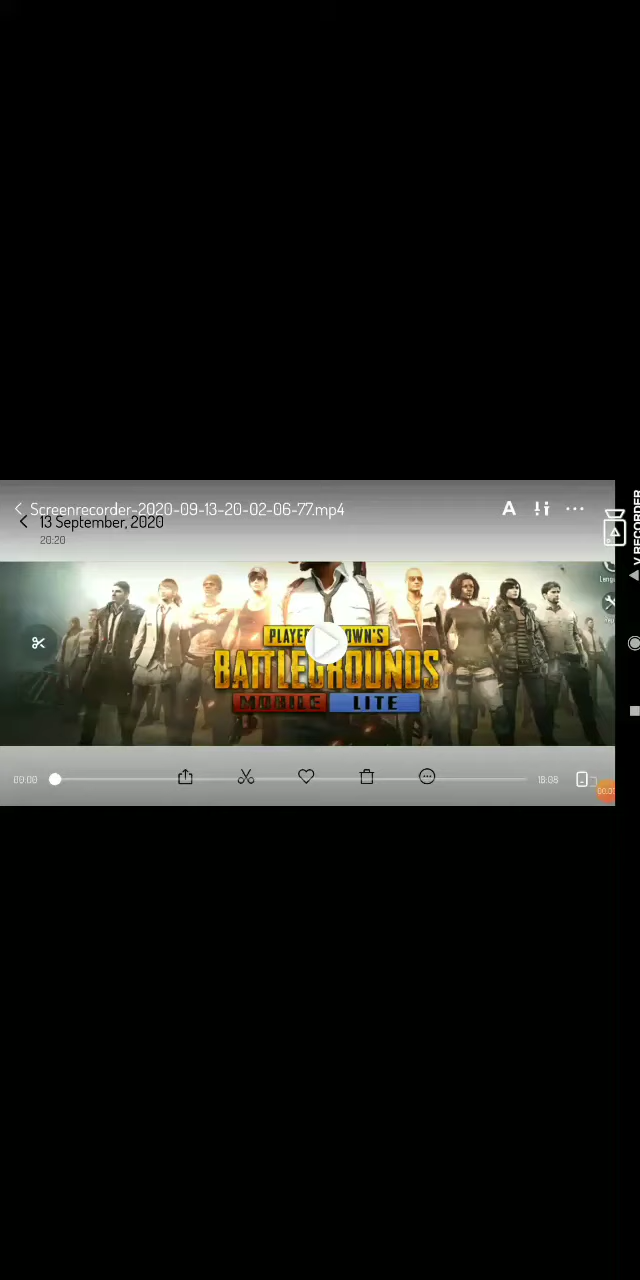 Screenrecorder-2020-09-13-20-02-06-77.mp4
13 September, 2020
20:20
A
V RECORDER
PLAYERUNKNOWN'S
BATTLEGROUNDS
MOBILE LITE
00:00
18:08